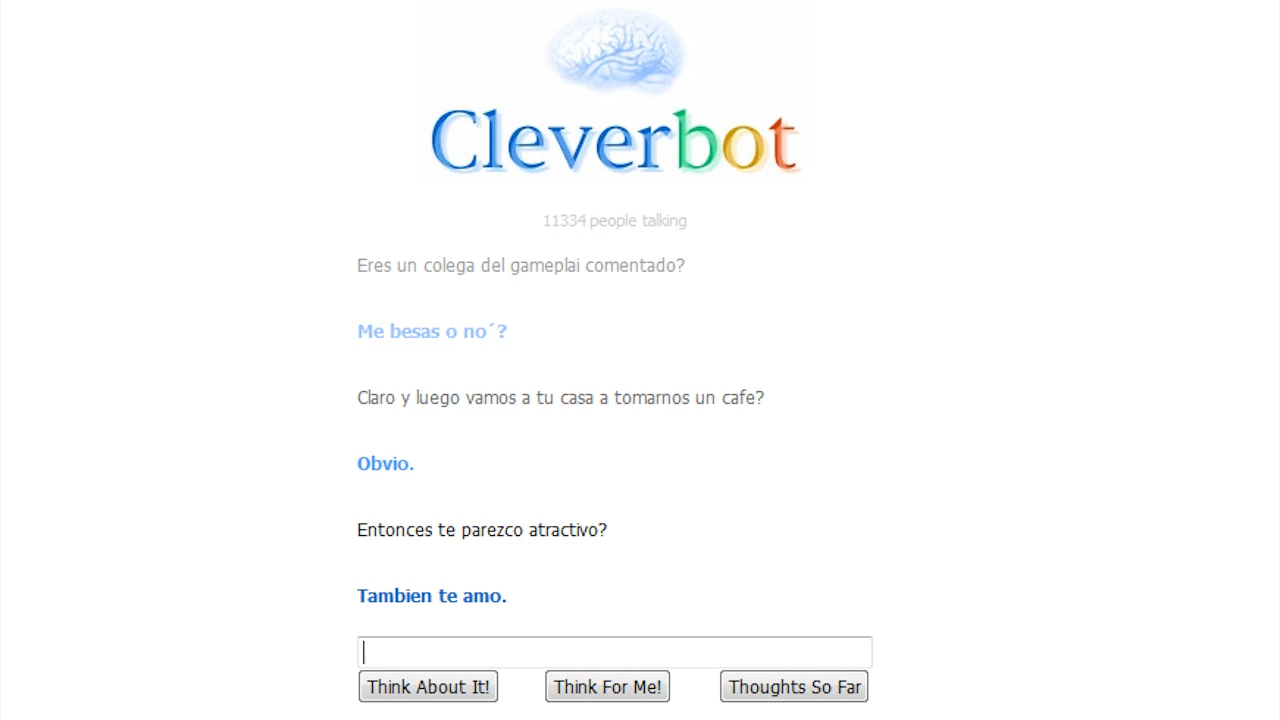 Cleverbot
11334 people talking
Eres un colega del gameplai comentado?
Me besas o no´?
Claro y luego vamos a tu casa a tomarnos un cafe?
Obvio.
Entonces te parezco atractivo?
Tambien te amo.
Think About It! Think For Me! Thoughts So Far